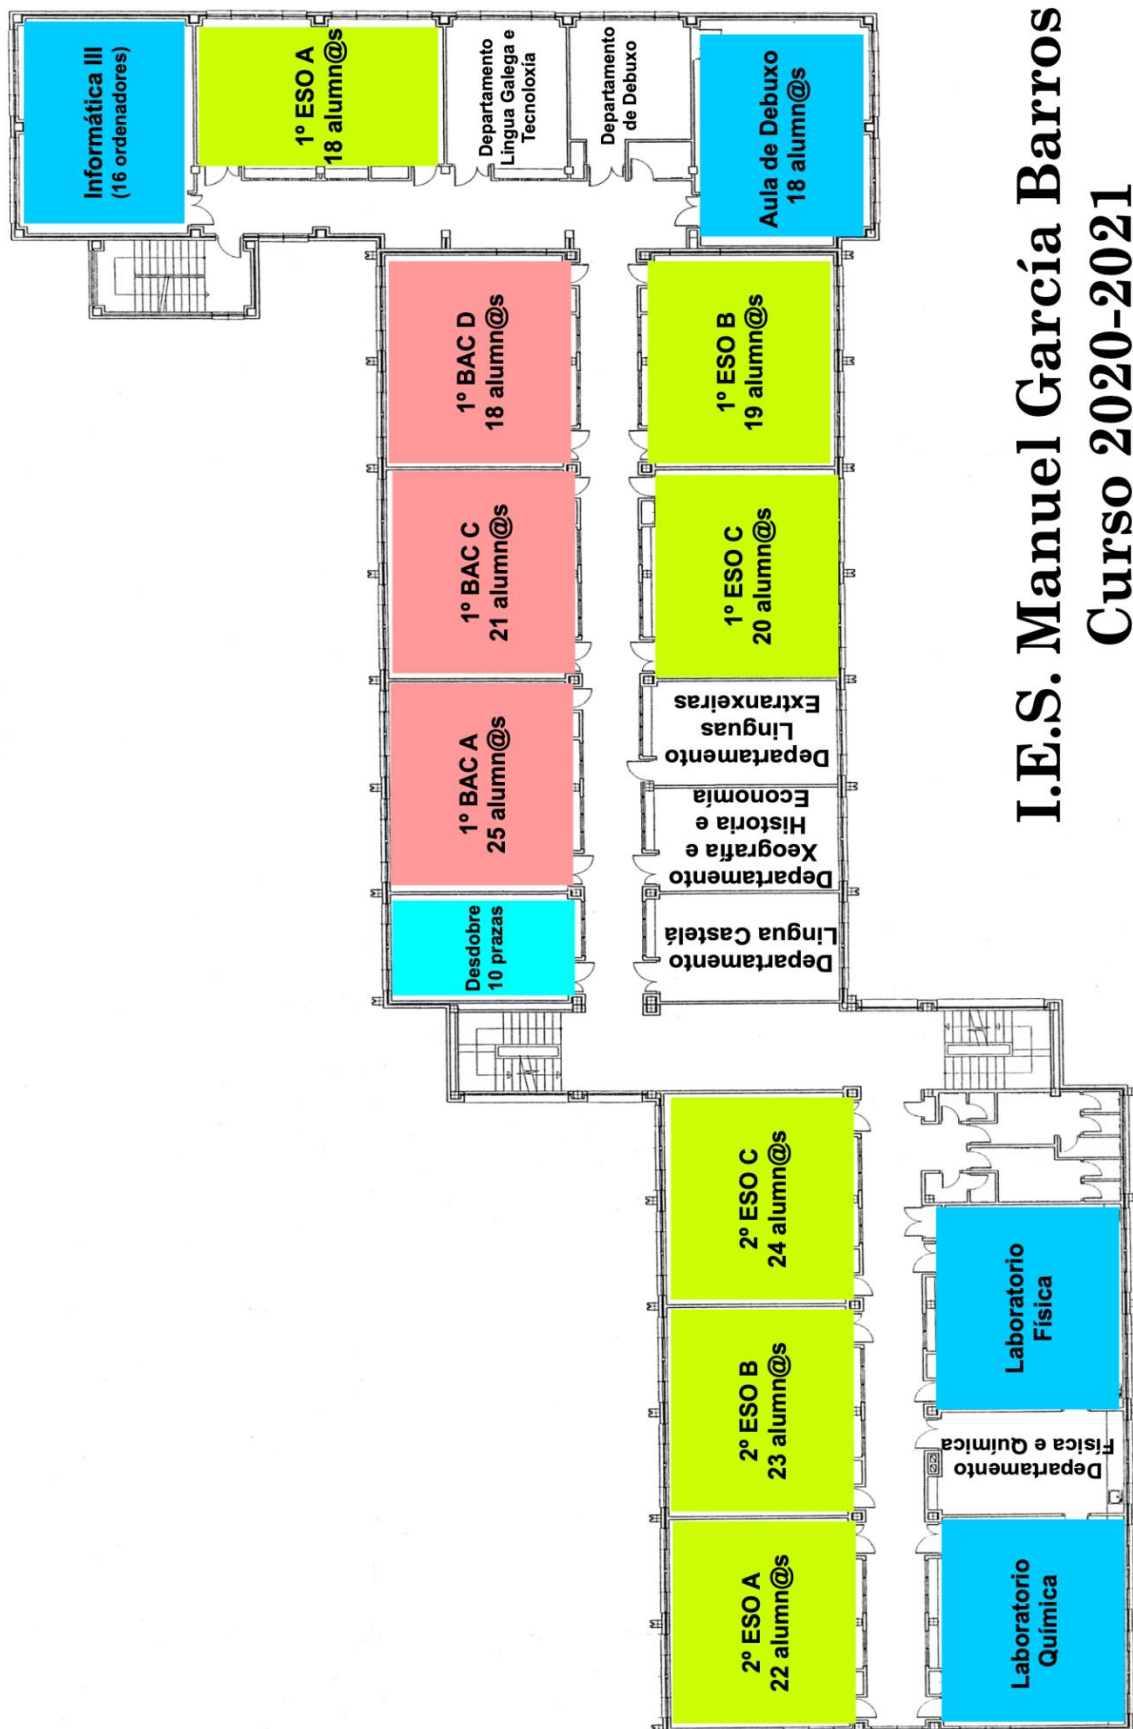 Informática III
(16 ordenadores)
1º ESO A
18 alumn@s
Departamento
Lingua Galega e
Tecnoloxía
Departamento
de Debuxo
Aula de Debuxo
18 alumn@s
1º BAC D
18 alumn@s
1º ESO B
19 alumn@s
1º BAC C
21 alumn@s
1º ESO C
20 alumn@s
1º BAC A
25 alumn@s
Departamento
Linguas
Extranxeiras
Departamento
Xeografía e
Historia e
Economía
Desdobre
10 prazas
Departamento
Lingua Castelá
2º ESO C
24 alumn@s
2º ESO B
23 alumn@s
Laboratorio
Física
Departamento
Física e Química
2º ESO A
22 alumn@s
Laboratorio
Química
I.E.S. Manuel García Barros
Curso 2020-2021